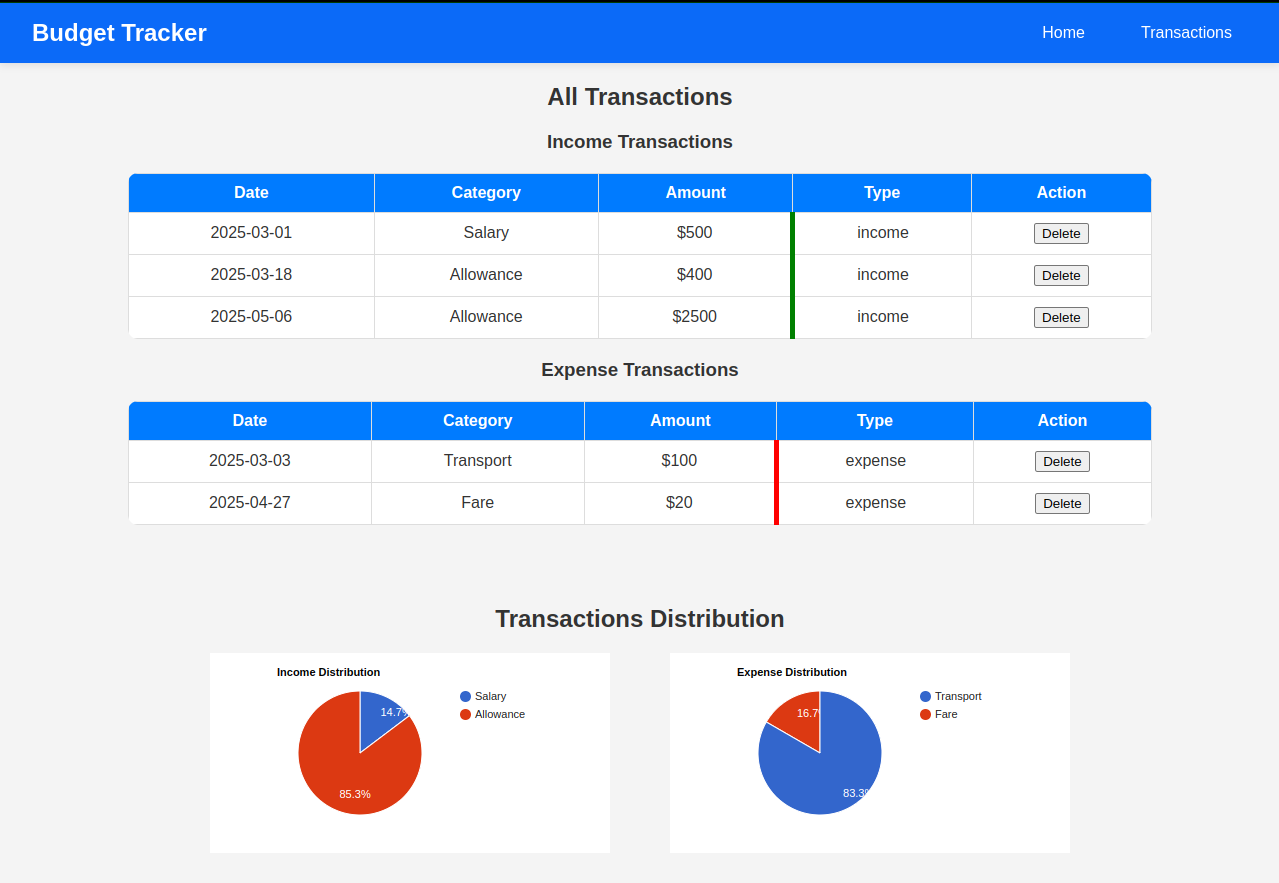 Budget Tracker Home Transactions
All Transactions
Income Transactions
Date Category Amount Type Action
2025-03-01 Salary $500 income Delete
2025-03-18 Allowance $400 income Delete
2025-05-06 Allowance $2500 income Delete
Expense Transactions
Date Category Amount Type Action
2025-03-03 Transport $100 expense Delete
2025-04-27 Fare $20 expense Delete
Transactions Distribution
Income Distribution
Salary
Allowance
14.7%
85.3%
Expense Distribution
Transport
Fare
16.7
83.3%